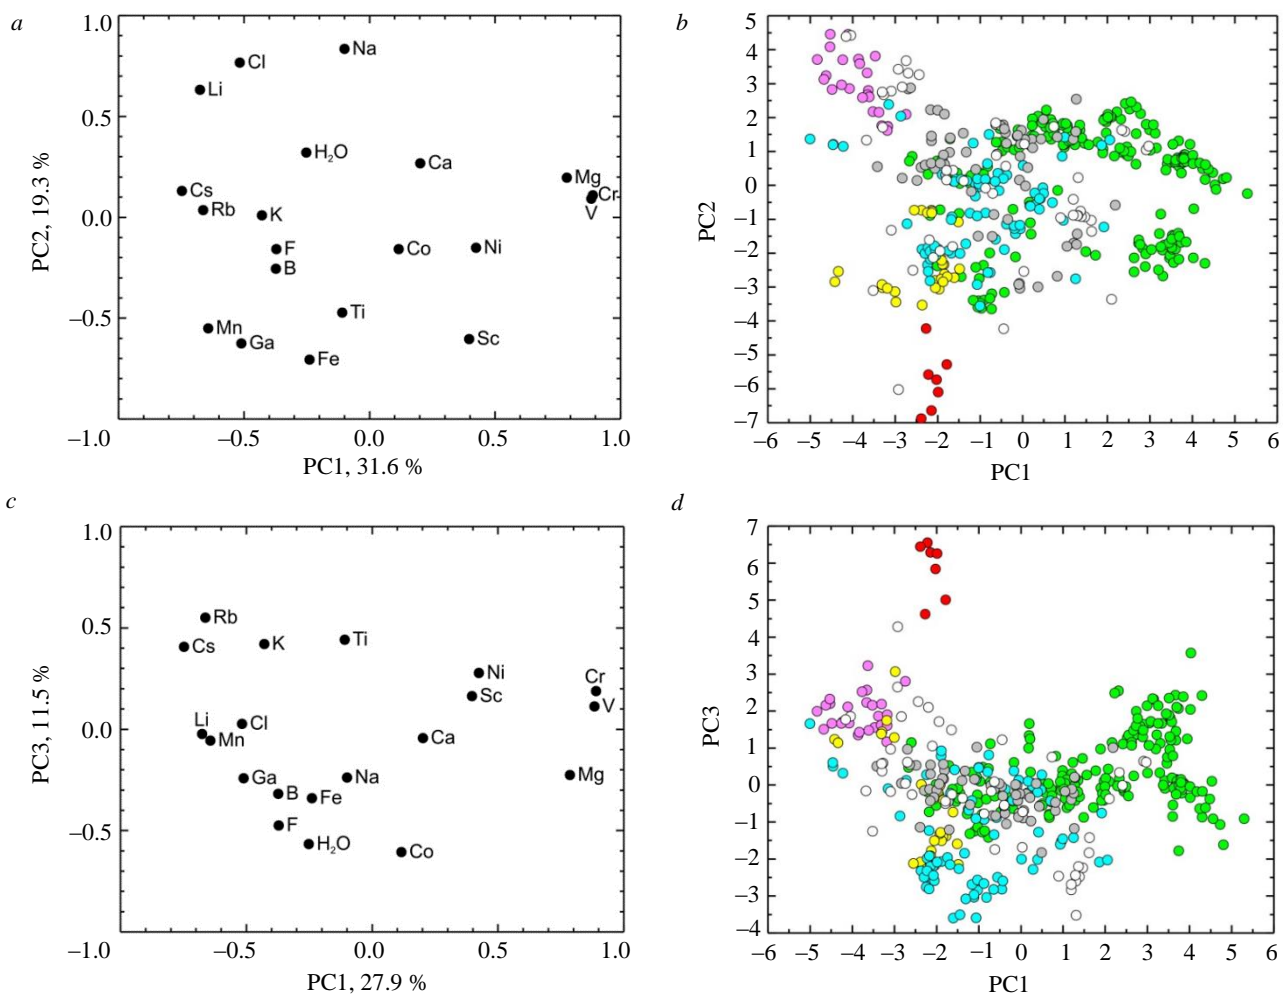 a
1.0
0.5
0.0
−0.5
−1.0
−0.5
0.0
0.5
1.0
PC2, 19.3 %
PC1, 31.6 %
Na
Cl
Li
H₂O
Ca
Mg
Cs
Cr
Rb
K
V
F
Co
Ni
B
Ti
Mn
Ga
Sc
Fe
b
5
4
3
2
1
0
−1
−2
−3
−4
−5
−6
−7
−6 −5 −4 −3 −2 −1 0 1 2 3 4 5 6
PC2
PC1
c
1.0
0.5
0.0
−0.5
−1.0
−0.5
0.0
0.5
1.0
PC3, 11.5 %
PC1, 27.9 %
Rb
Cs
K
Ti
Ni
Cr
Sc
V
Li
Cl
Mn
Ca
Ga
Na
Mg
B
Fe
F
H₂O
Co
d
7
6
5
4
3
2
1
0
−1
−2
−3
−4
−6 −5 −4 −3 −2 −1 0 1 2 3 4 5 6
PC3
PC1